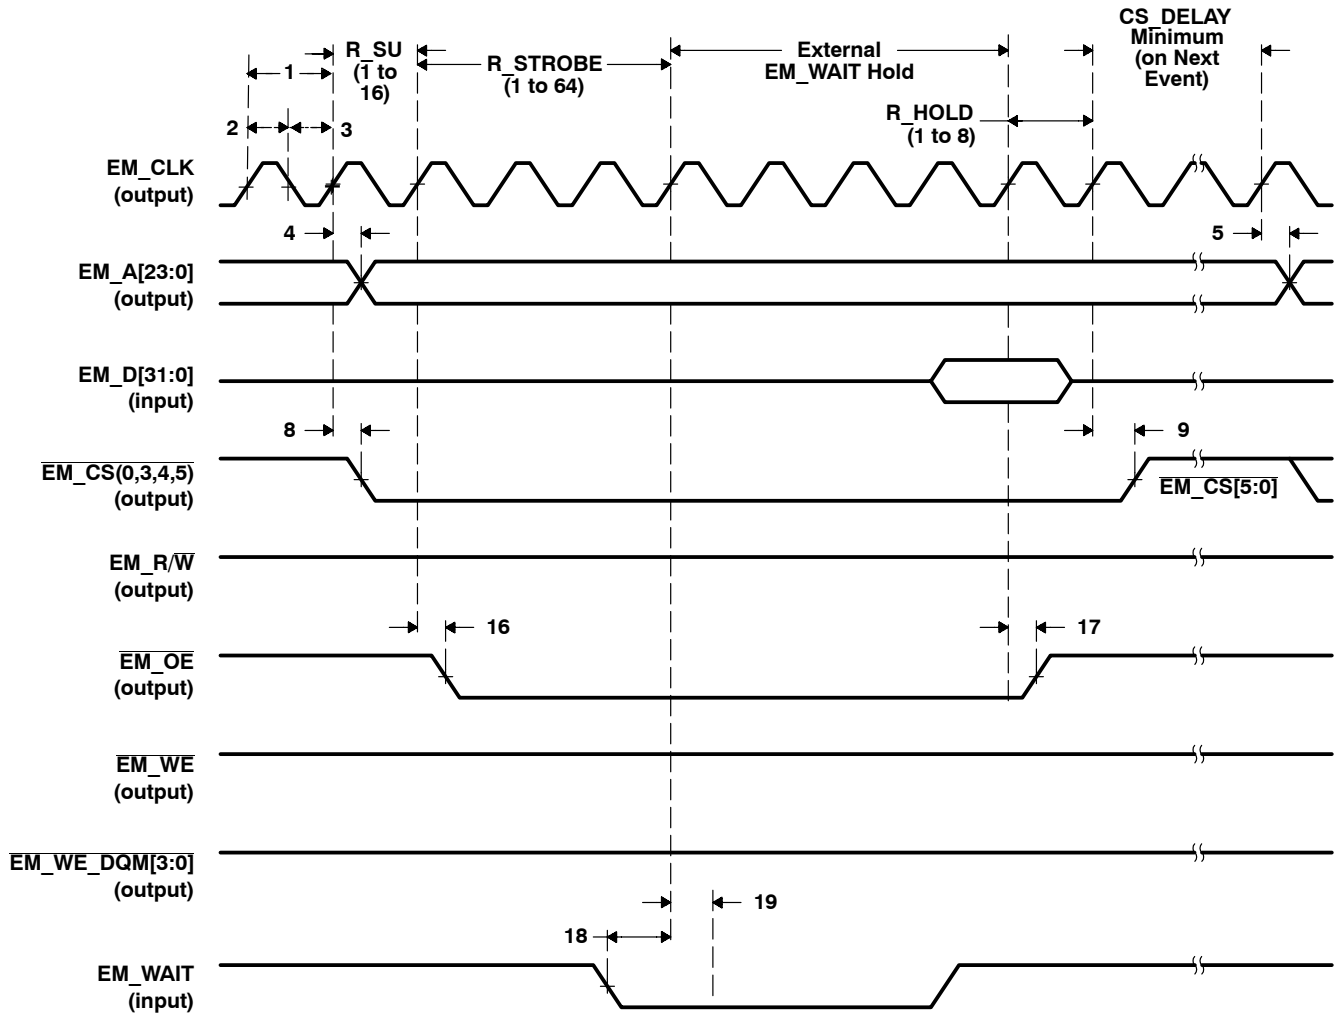 CS_DELAY
Minimum
(on Next
Event)
R_SU
(1 to
16)
1
R_STROBE
(1 to 64)
External
EM_WAIT Hold
R_HOLD
(1 to 8)
2
3
EM_CLK
(output)
4
5
EM_A[23:0]
(output)
EM_D[31:0]
(input)
8
9
EM_CS(0,3,4,5)
(output)
EM_CS[5:0]
EM_R/W
(output)
16
17
EM_OE
(output)
EM_WE
(output)
EM_WE_DQM[3:0]
(output)
19
18
EM_WAIT
(input)